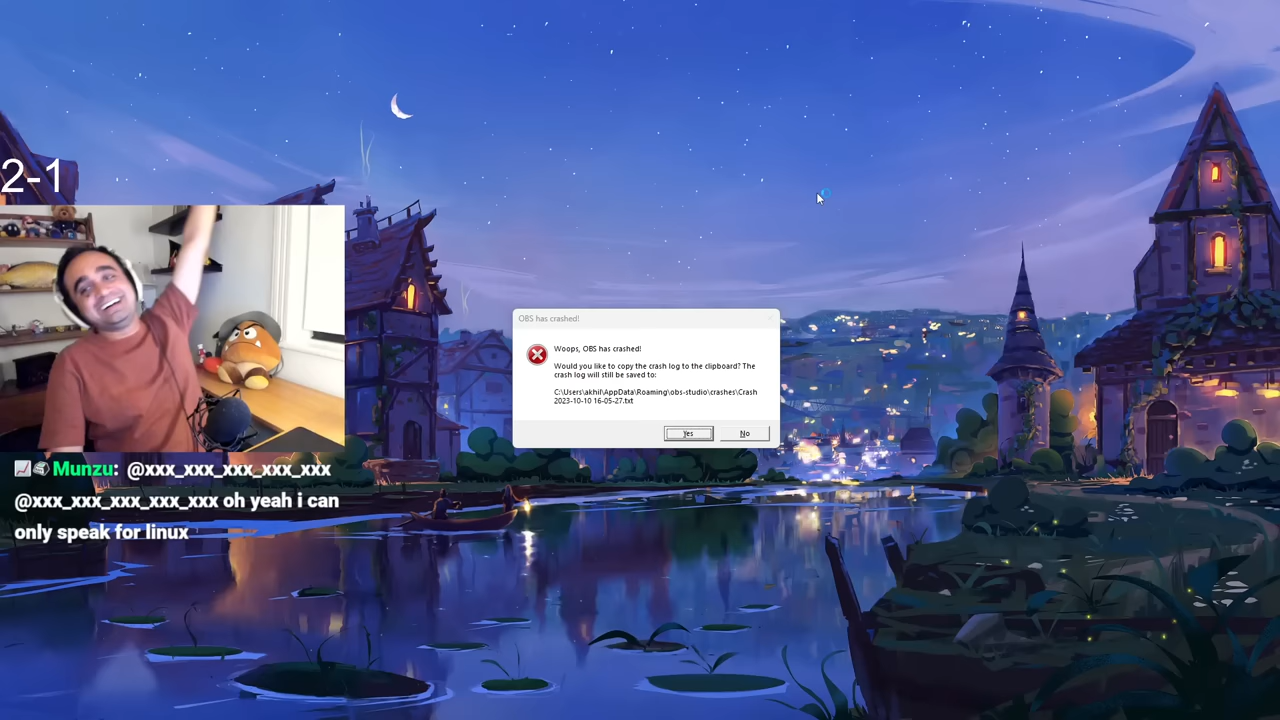 2-1
OBS has crashed!
Woops, OBS has crashed!
Would you like to copy the crash log to the clipboard? The
crash log will still be saved to:
C:\Users\akhil\AppData\Roaming\obs-studio\crashes\Crash
2023-10-10 16-05-27.txt
Yes
No
Munzu: @xxx_xxx_xxx_xxx_xxx
@xxx_xxx_xxx_xxx_xxx oh yeah i can
only speak for linux